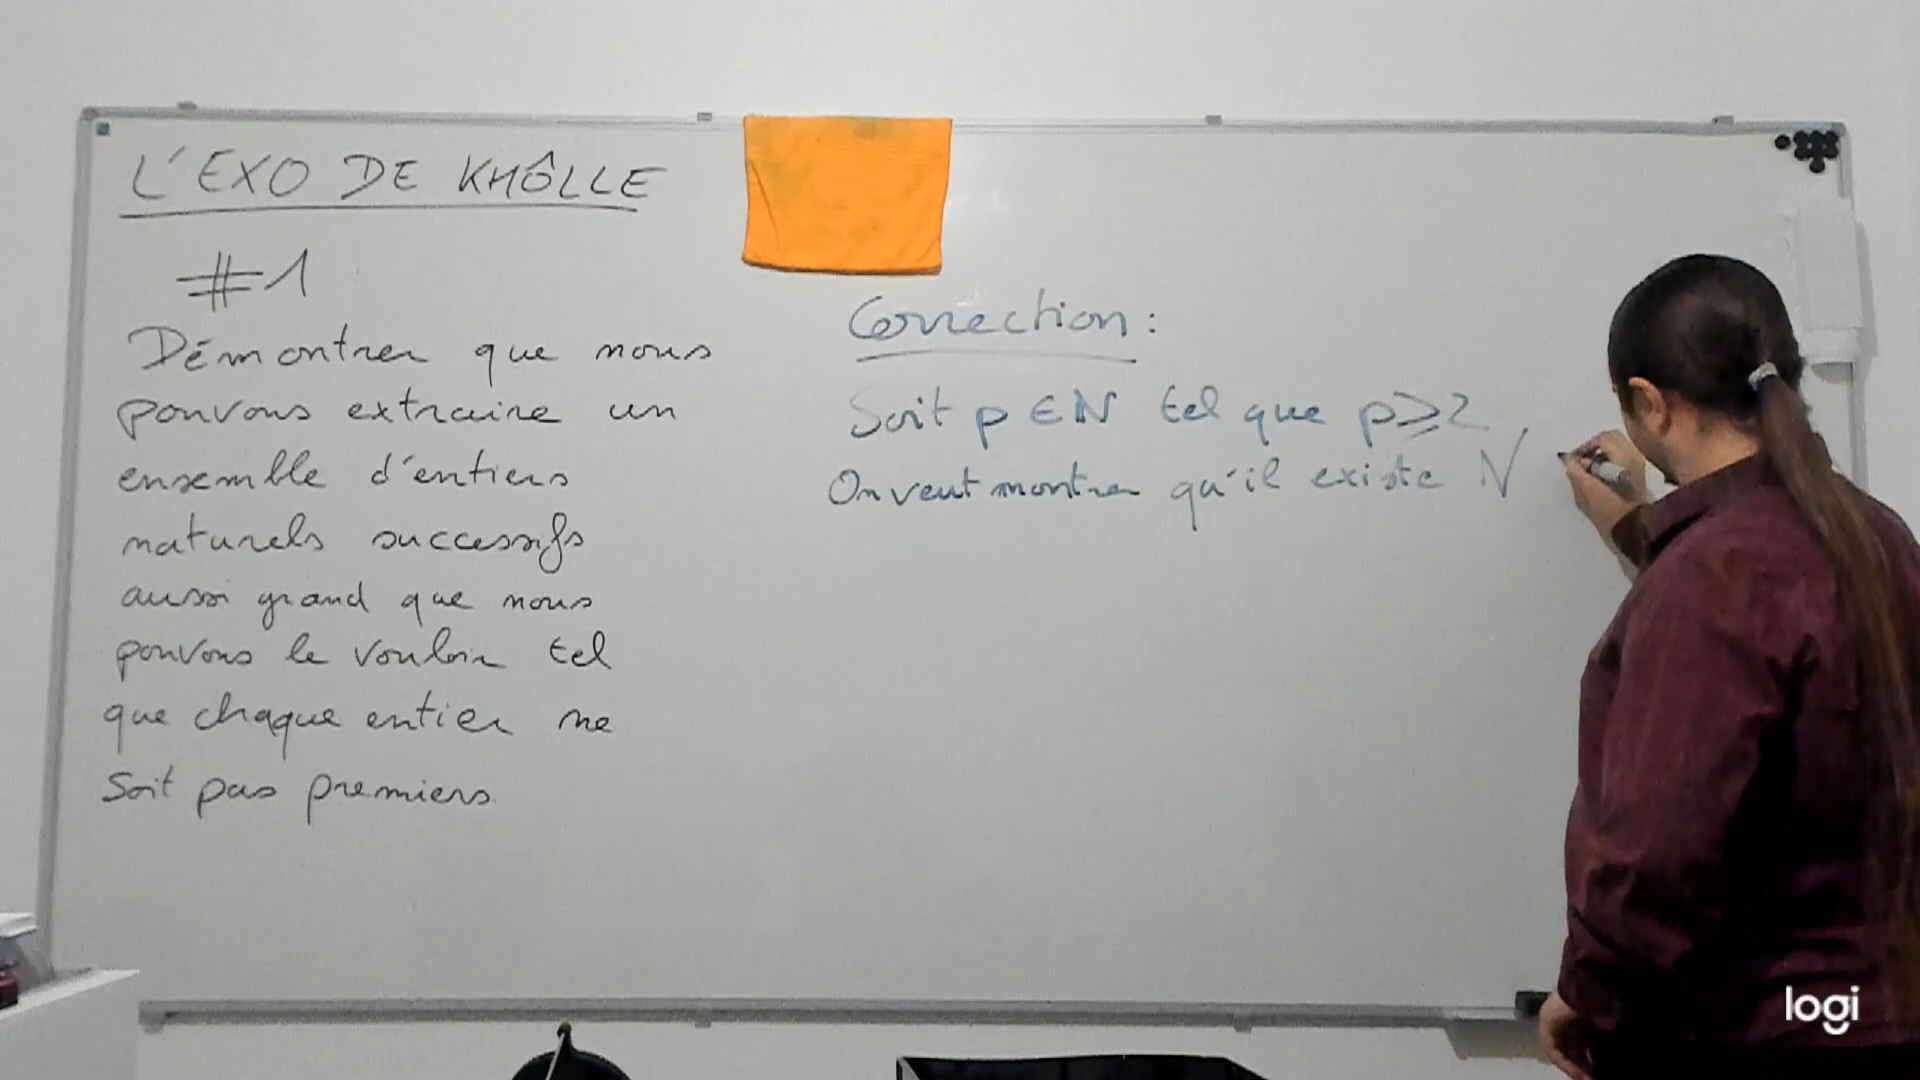 L'EXO DE KHÔLLE
#1
Démontrer que nous
pouvons extraire un
ensemble d'entiers
naturels successifs
aussi grand que nous
pouvons le vouloir tel
que chaque entier ne
soit pas premiers.
Correction :
Soit p ∈ ℕ tel que p ⩾ 2
On veut montrer qu'il existe N
logi